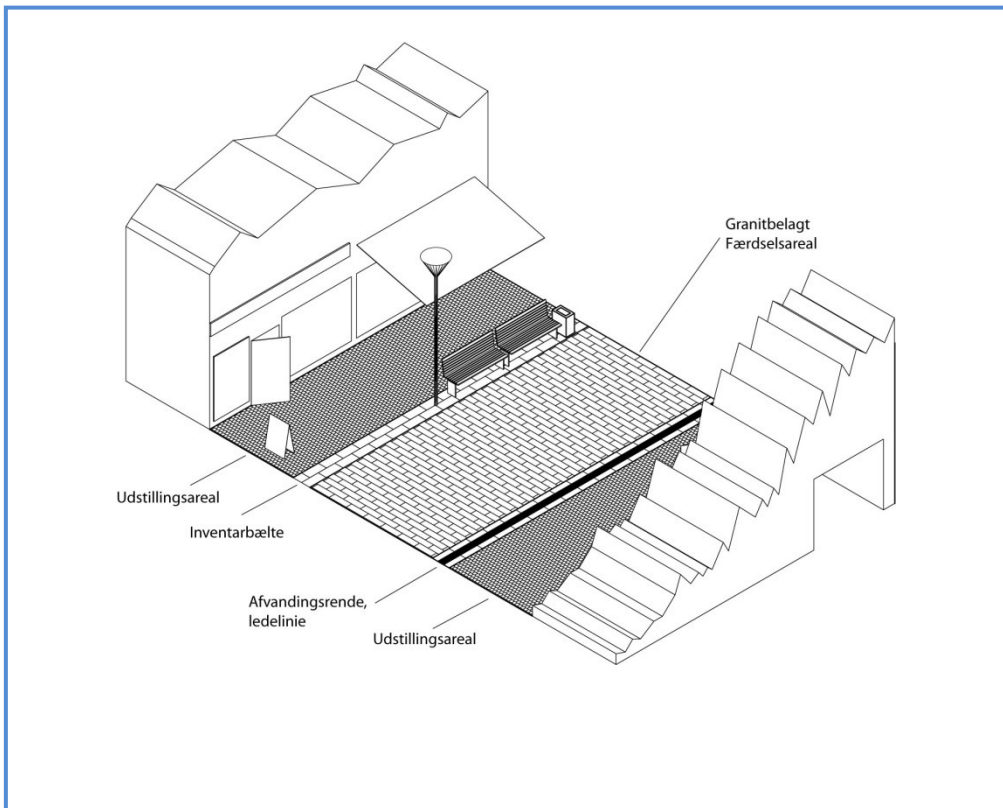 Granitbelagt
Færdselsareal
Udstillingsareal
Inventarbælte
Afvandingsrende,
ledelinie
Udstillingsareal